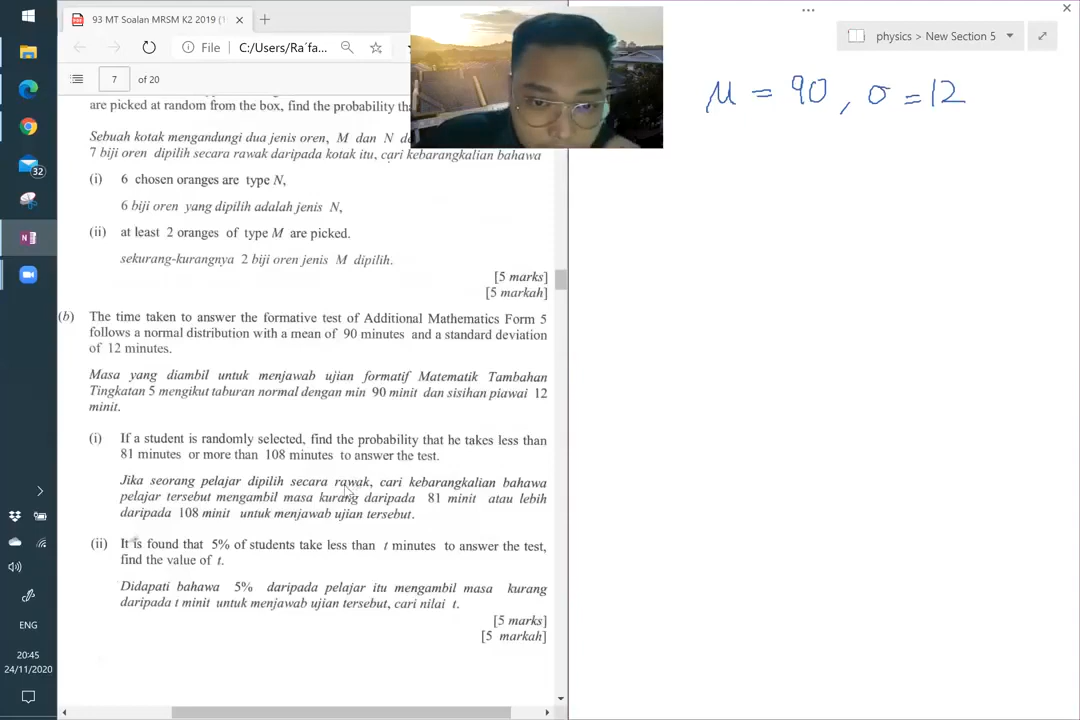 93 MT Soalan MRSM K2 2019 (
File
C:/Users/Ra´fa...
7 of 20
physics > New Section 5
μ = 90 , σ = 12
are picked at random from the box, find the probability tha
Sebuah kotak mengandungi dua jenis oren, M dan N de
7 biji oren dipilih secara rawak daripada kotak itu, cari kebarangkalian bahawa
(i) 6 chosen oranges are type N,
6 biji oren yang dipilih adalah jenis N,
(ii) at least 2 oranges of type M are picked.
sekurang-kurangnya 2 biji oren jenis M dipilih.
[5 marks]
[5 markah]
(b) The time taken to answer the formative test of Additional Mathematics Form 5
follows a normal distribution with a mean of 90 minutes and a standard deviation
of 12 minutes.
Masa yang diambil untuk menjawab ujian formatif Matematik Tambahan
Tingkatan 5 mengikut taburan normal dengan min 90 minit dan sisihan piawai 12
minit.
(i) If a student is randomly selected, find the probability that he takes less than
81 minutes or more than 108 minutes to answer the test.
Jika seorang pelajar dipilih secara rawak, cari kebarangkalian bahawa
pelajar tersebut mengambil masa kurang daripada 81 minit atau lebih
daripada 108 minit untuk menjawab ujian tersebut.
(ii) It is found that 5% of students take less than t minutes to answer the test,
find the value of t.
Didapati bahawa 5% daripada pelajar itu mengambil masa kurang
daripada t minit untuk menjawab ujian tersebut, cari nilai t.
[5 marks]
[5 markah]
32
ENG
20:45
24/11/2020